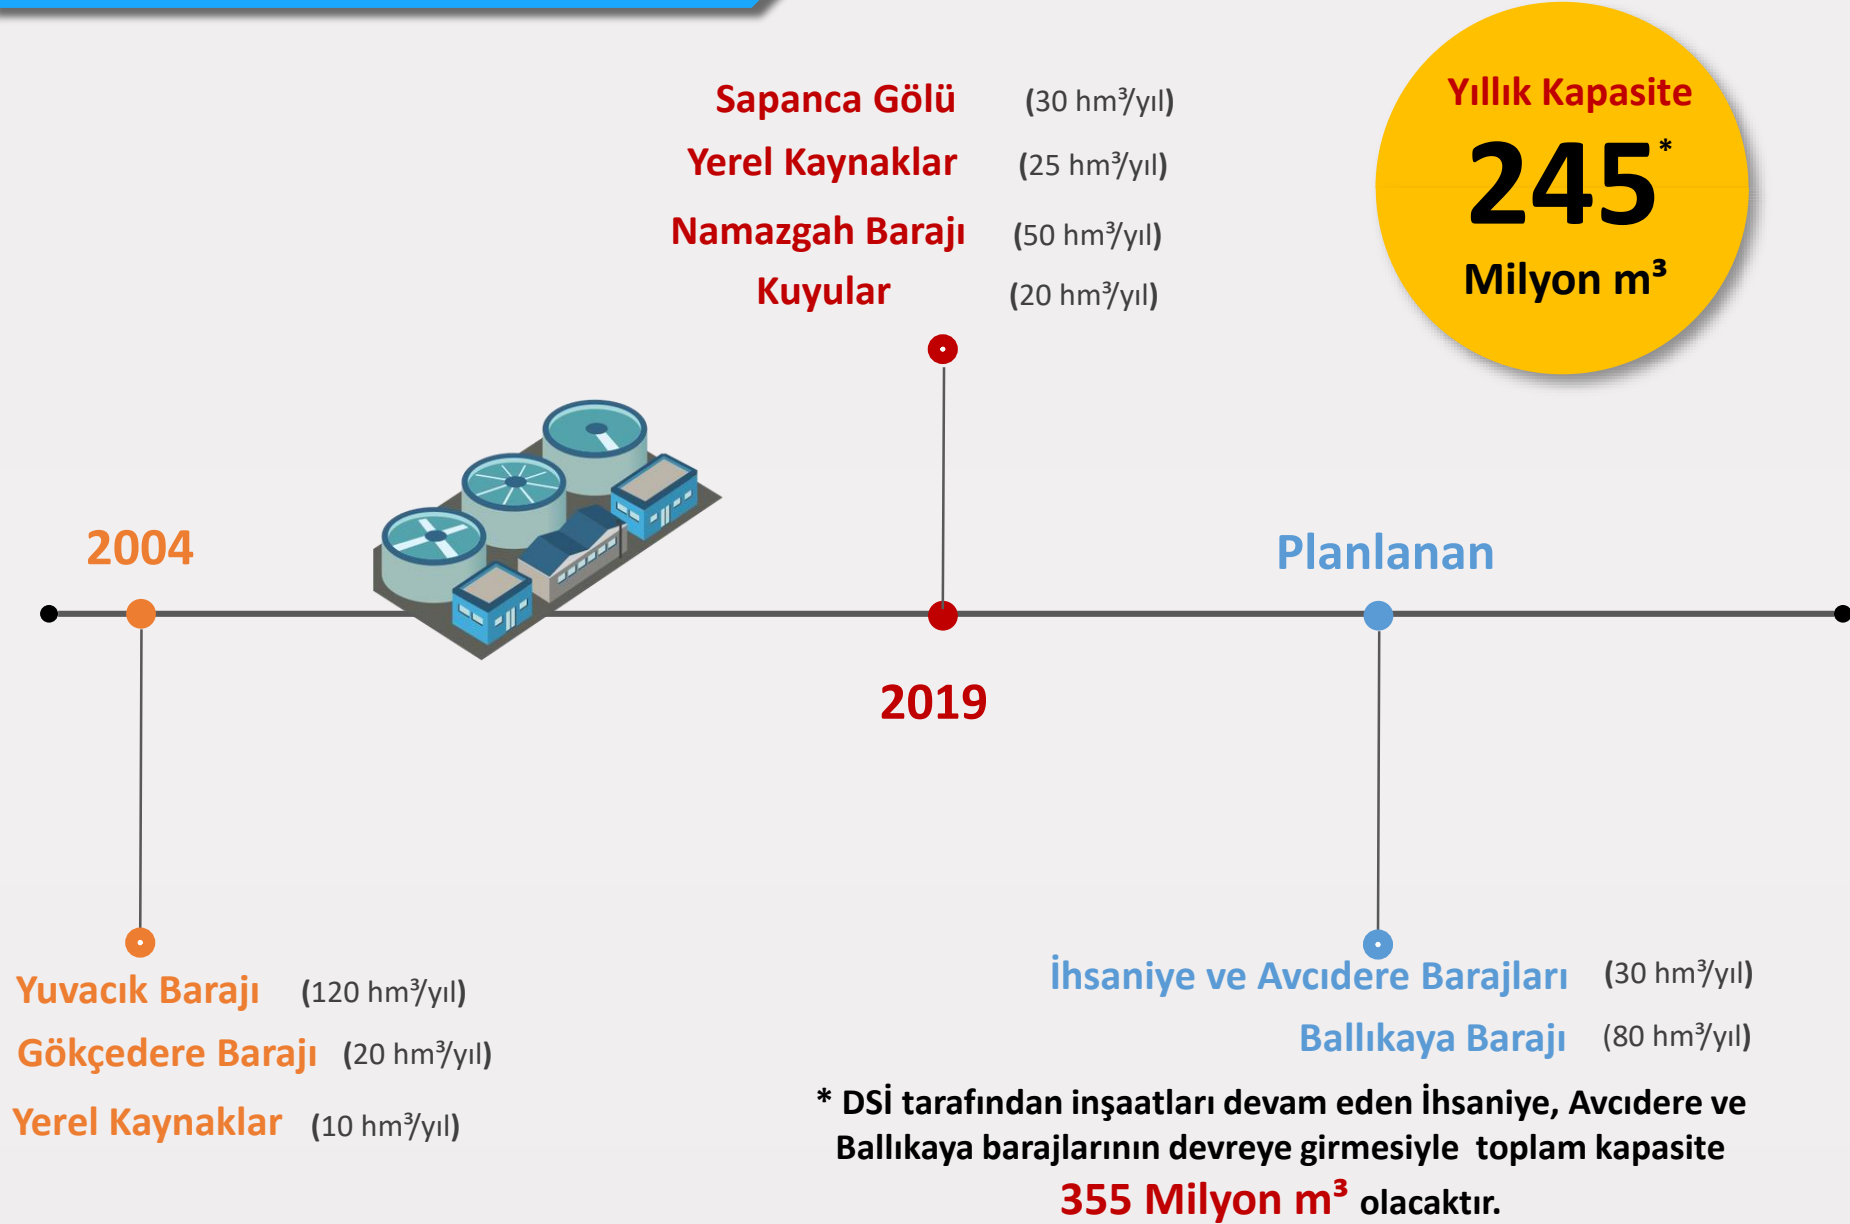 Sapanca Gölü (30 hm³/yıl)
Yerel Kaynaklar (25 hm³/yıl)
Namazgah Barajı (50 hm³/yıl)
Kuyular (20 hm³/yıl)
Yıllık Kapasite
245*
Milyon m³
2004
Planlanan
2019
Yuvacık Barajı (120 hm³/yıl)
Gökçedere Barajı (20 hm³/yıl)
Yerel Kaynaklar (10 hm³/yıl)
İhsaniye ve Avcıdere Barajları (30 hm³/yıl)
Ballıkaya Barajı (80 hm³/yıl)
* DSİ tarafından inşaatları devam eden İhsaniye, Avcıdere ve
Ballıkaya barajlarının devreye girmesiyle toplam kapasite
355 Milyon m³ olacaktır.